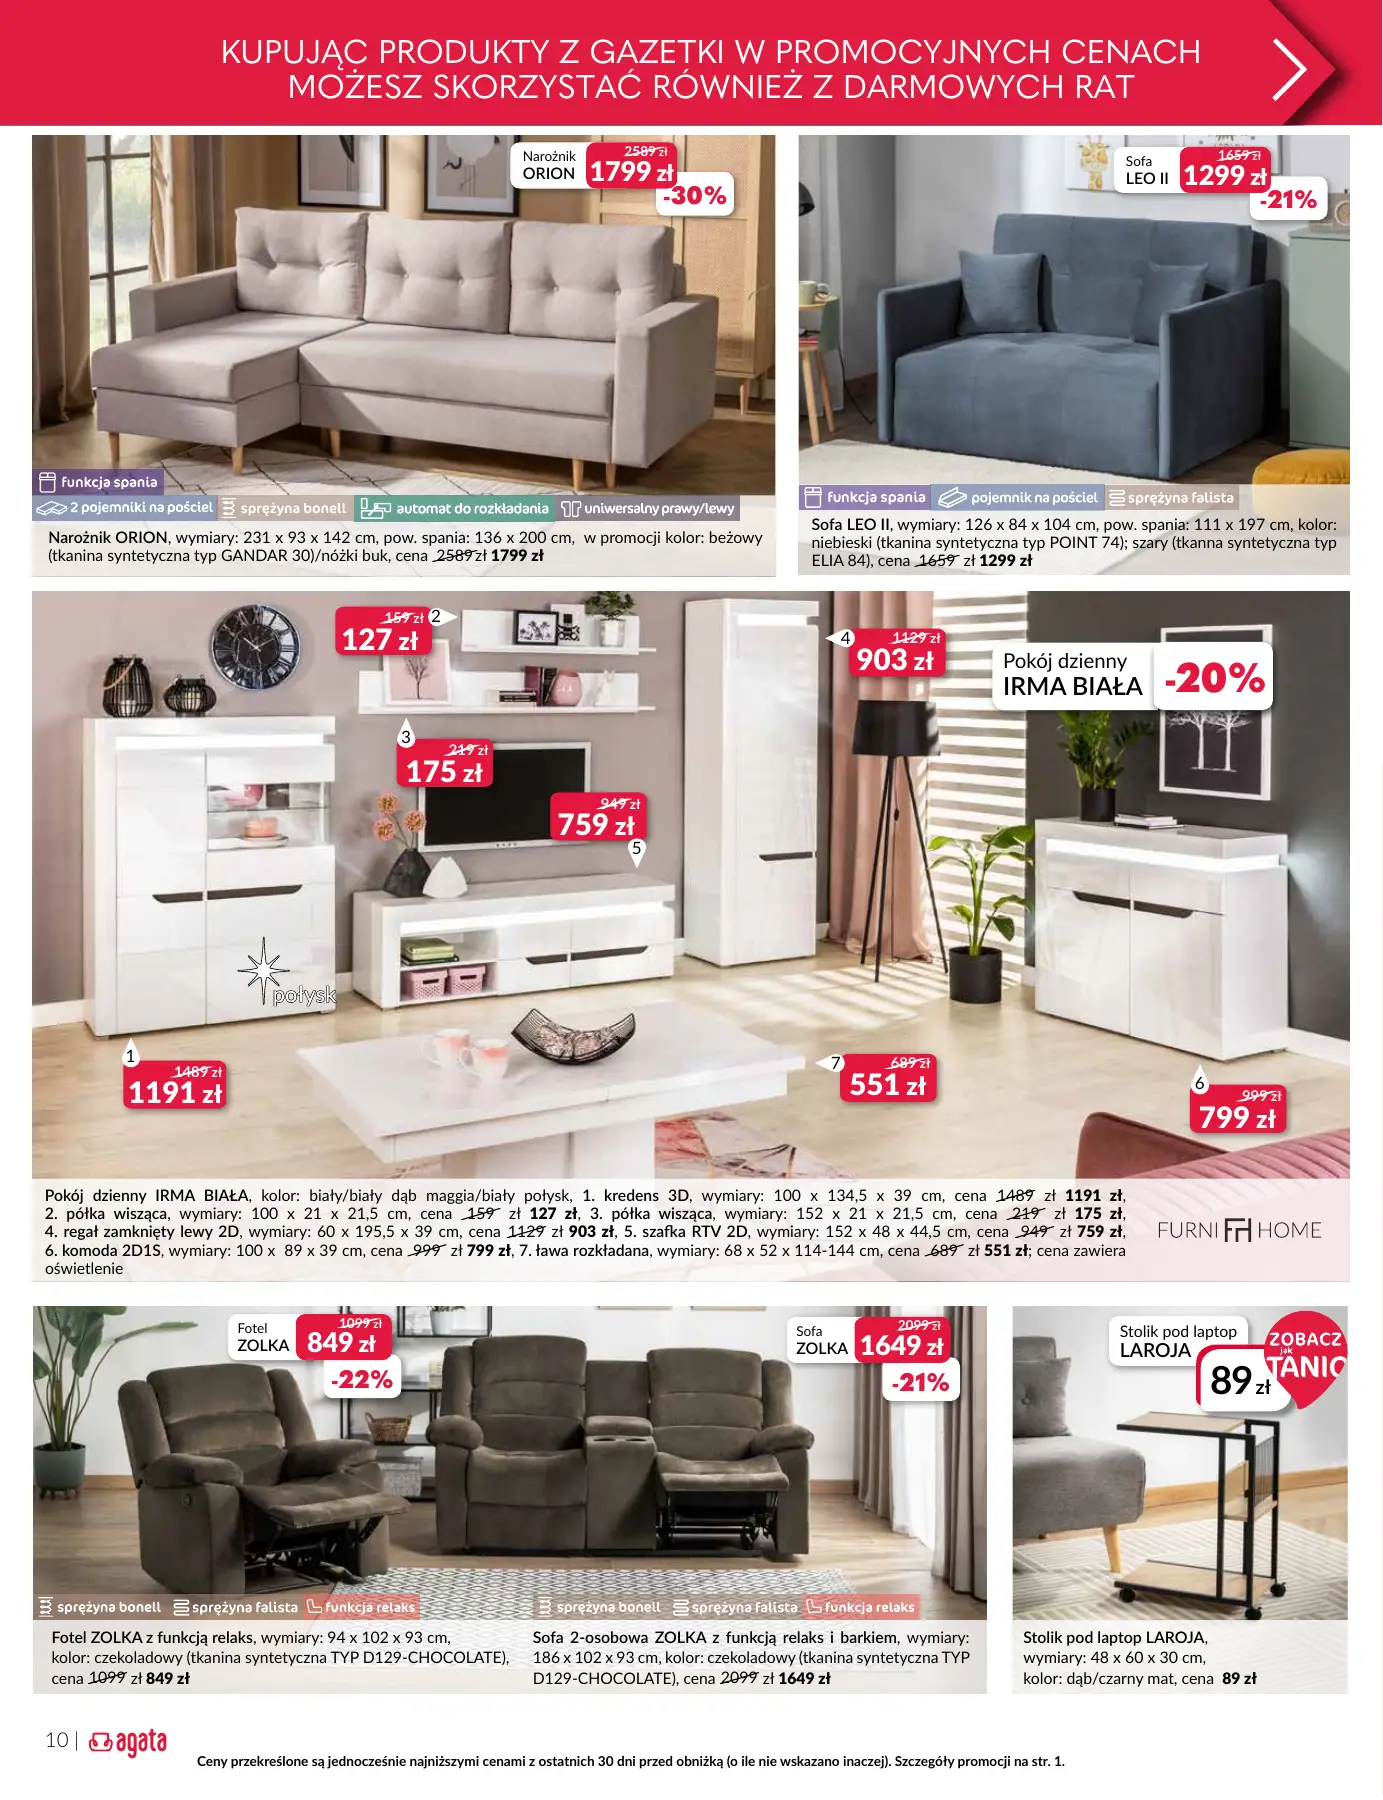 KUPUJĄC PRODUKTY Z GAZETKI W PROMOCYJNYCH CENACH
MOŻESZ SKORZYSTAĆ RÓWNIEŻ Z DARMOWYCH RAT
Narożnik
ORION
2589 zł
1799 zł
-30%
funkcja spania
2 pojemniki na pościel
sprężyna bonell
automat do rozkładania
uniwersalny prawy/lewy
Narożnik ORION, wymiary: 231 x 93 x 142 cm, pow. spania: 136 x 200 cm, w promocji kolor: beżowy
(tkanina syntetyczna typ GANDAR 30)/nóżki buk, cena 2589 zł 1799 zł
Sofa
LEO II
1659 zł
1299 zł
-21%
funkcja spania
pojemnik na pościel
sprężyna falista
Sofa LEO II, wymiary: 126 x 84 x 104 cm, pow. spania: 111 x 197 cm, kolor:
niebieski (tkanina syntetyczna typ POINT 74); szary (tkanna syntetyczna typ
ELIA 84), cena 1659 zł 1299 zł
159 zł
127 zł
2
3
219 zł
175 zł
949 zł
759 zł
5
4
1129 zł
903 zł
Pokój dzienny
IRMA BIAŁA
-20%
połysk
1
1489 zł
1191 zł
7
689 zł
551 zł
6
999 zł
799 zł
Pokój dzienny IRMA BIAŁA, kolor: biały/biały dąb maggia/biały połysk, 1. kredens 3D, wymiary: 100 x 134,5 x 39 cm, cena 1489 zł 1191 zł,
2. półka wisząca, wymiary: 100 x 21 x 21,5 cm, cena 159 zł 127 zł, 3. półka wisząca, wymiary: 152 x 21 x 21,5 cm, cena 219 zł 175 zł,
4. regał zamknięty lewy 2D, wymiary: 60 x 195,5 x 39 cm, cena 1129 zł 903 zł, 5. szafka RTV 2D, wymiary: 152 x 48 x 44,5 cm, cena 949 zł 759 zł,
6. komoda 2D1S, wymiary: 100 x 89 x 39 cm, cena 999 zł 799 zł, 7. ława rozkładana, wymiary: 68 x 52 x 114-144 cm, cena 689 zł 551 zł; cena zawiera
oświetlenie
FURNI FH HOME
Fotel
ZOLKA
1099 zł
849 zł
-22%
Sofa
ZOLKA
2099 zł
1649 zł
-21%
sprężyna bonell
sprężyna falista
funkcja relaks
sprężyna bonell
sprężyna falista
funkcja relaks
Fotel ZOLKA z funkcją relaks, wymiary: 94 x 102 x 93 cm,
kolor: czekoladowy (tkanina syntetyczna TYP D129-CHOCOLATE),
cena 1099 zł 849 zł
Sofa 2-osobowa ZOLKA z funkcją relaks i barkiem, wymiary:
186 x 102 x 93 cm, kolor: czekoladowy (tkanina syntetyczna TYP
D129-CHOCOLATE), cena 2099 zł 1649 zł
Stolik pod laptop
LAROJA
89 zł
ZOBACZ
jak
TANIO
Stolik pod laptop LAROJA,
wymiary: 48 x 60 x 30 cm,
kolor: dąb/czarny mat, cena 89 zł
10 | agata
Ceny przekreślone są jednocześnie najniższymi cenami z ostatnich 30 dni przed obniżką (o ile nie wskazano inaczej). Szczegóły promocji na str. 1.